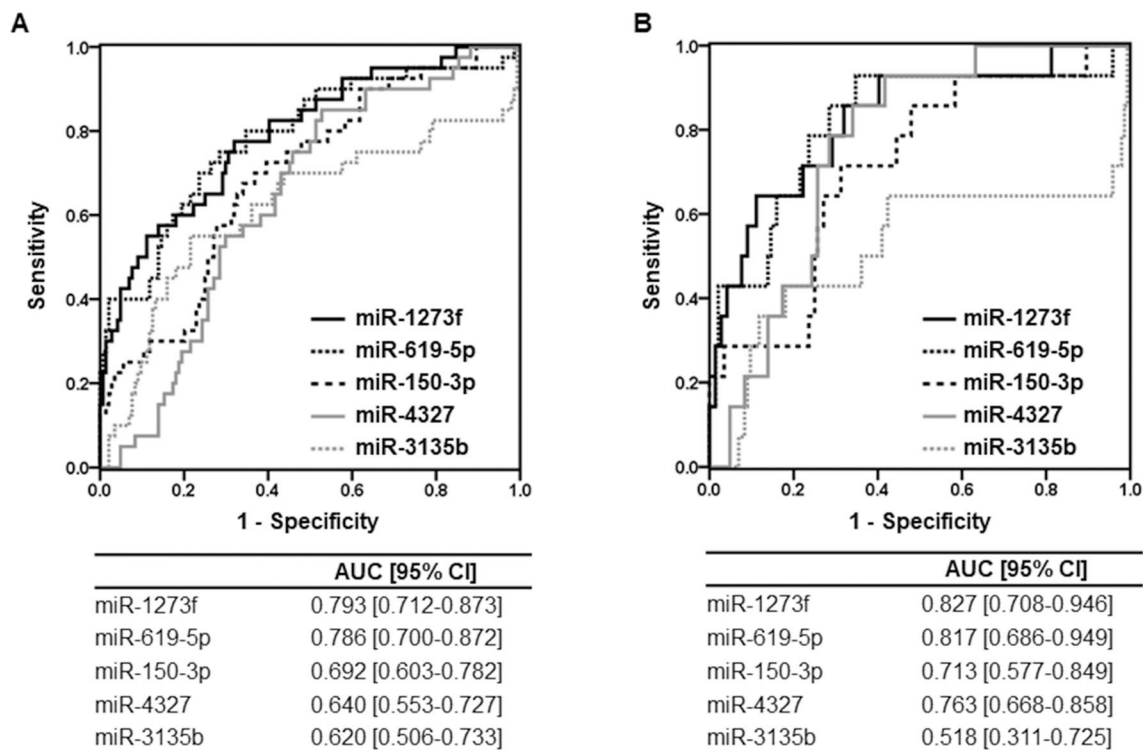 A
1.0
0.8
0.6
0.4
0.2
0.0
Sensitivity
miR-1273f
miR-619-5p
miR-150-3p
miR-4327
miR-3135b
0.0 0.2 0.4 0.6 0.8 1.0
1 - Specificity
AUC [95% CI]
miR-1273f 0.793 [0.712-0.873]
miR-619-5p 0.786 [0.700-0.872]
miR-150-3p 0.692 [0.603-0.782]
miR-4327 0.640 [0.553-0.727]
miR-3135b 0.620 [0.506-0.733]
B
1.0
0.8
0.6
0.4
0.2
0.0
Sensitivity
miR-1273f
miR-619-5p
miR-150-3p
miR-4327
miR-3135b
0.0 0.2 0.4 0.6 0.8 1.0
1 - Specificity
AUC [95% CI]
miR-1273f 0.827 [0.708-0.946]
miR-619-5p 0.817 [0.686-0.949]
miR-150-3p 0.713 [0.577-0.849]
miR-4327 0.763 [0.668-0.858]
miR-3135b 0.518 [0.311-0.725]